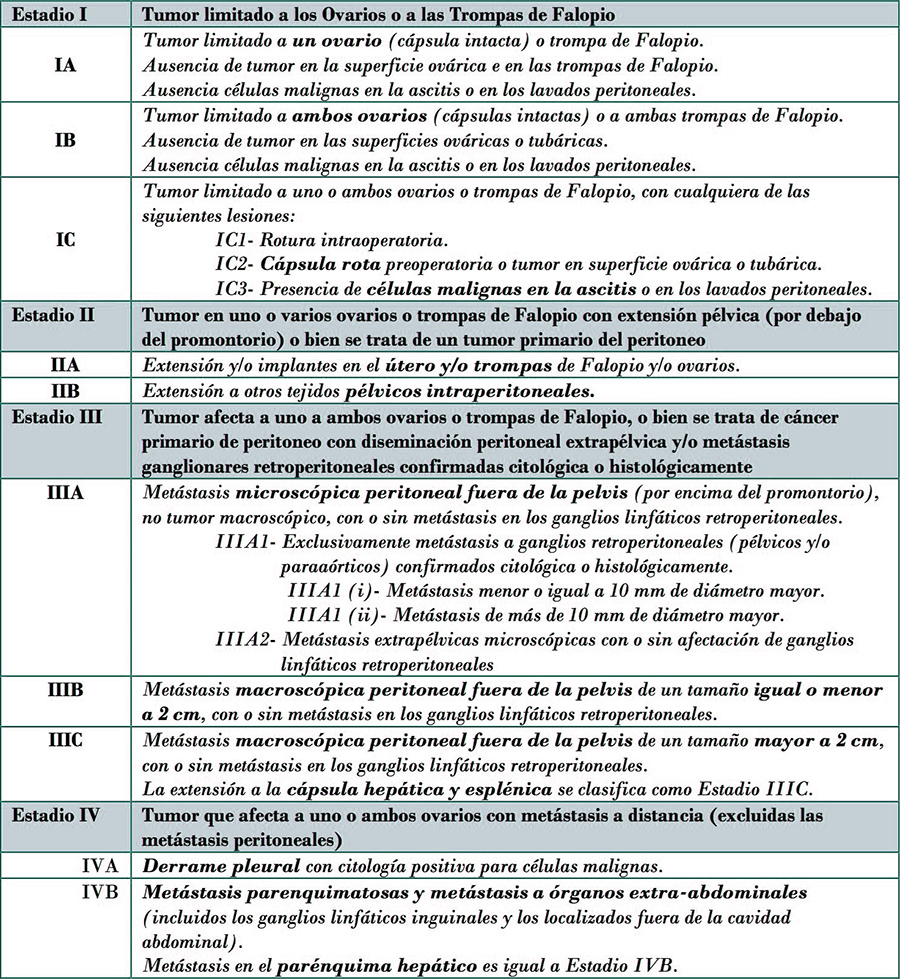 Estadio I Tumor limitado a los Ovarios o a las Trompas de Falopio
IA
Tumor limitado a un ovario (cápsula intacta) o trompa de Falopio.
Ausencia de tumor en la superficie ovárica e en las trompas de Falopio.
Ausencia células malignas en la ascitis o en los lavados peritoneales.
IB
Tumor limitado a ambos ovarios (cápsulas intactas) o a ambas trompas de Falopio.
Ausencia de tumor en las superficies ováricas o tubáricas.
Ausencia células malignas en la ascitis o en los lavados peritoneales.
IC
Tumor limitado a uno o ambos ovarios o trompas de Falopio, con cualquiera de las
siguientes lesiones:
IC1- Rotura intraoperatoria.
IC2- Cápsula rota preoperatoria o tumor en superficie ovárica o tubárica.
IC3- Presencia de células malignas en la ascitis o en los lavados peritoneales.
Estadio II Tumor en uno o varios ovarios o trompas de Falopio con extensión pélvica (por debajo
del promontorio) o bien se trata de un tumor primario del peritoneo
IIA Extensión y/o implantes en el útero y/o trompas de Falopio y/o ovarios.
IIB Extensión a otros tejidos pélvicos intraperitoneales.
Estadio III Tumor afecta a uno a ambos ovarios o trompas de Falopio, o bien se trata de cáncer
primario de peritoneo con diseminación peritoneal extrapélvica y/o metástasis
ganglionares retroperitoneales confirmadas citológica o histológicamente
IIIA Metástasis microscópica peritoneal fuera de la pelvis (por encima del promontorio),
no tumor macroscópico, con o sin metástasis en los ganglios linfáticos retroperitoneales.
IIIA1- Exclusivamente metástasis a ganglios retroperitoneales (pélvicos y/o
paraaórticos) confirmados citológica o histológicamente.
IIIA1 (i)- Metástasis menor o igual a 10 mm de diámetro mayor.
IIIA1 (ii)- Metástasis de más de 10 mm de diámetro mayor.
IIIA2- Metástasis extrapélvicas microscópicas con o sin afectación de ganglios
linfáticos retroperitoneales
IIIB Metástasis macroscópica peritoneal fuera de la pelvis de un tamaño igual o menor
a 2 cm, con o sin metástasis en los ganglios linfáticos retroperitoneales.
IIIC Metástasis macroscópica peritoneal fuera de la pelvis de un tamaño mayor a 2 cm,
con o sin metástasis en los ganglios linfáticos retroperitoneales.
La extensión a la cápsula hepática y esplénica se clasifica como Estadio IIIC.
Estadio IV Tumor que afecta a uno o ambos ovarios con metástasis a distancia (excluidas las
metástasis peritoneales)
IVA Derrame pleural con citología positiva para células malignas.
IVB Metástasis parenquimatosas y metástasis a órganos extra-abdominales
(incluidos los ganglios linfáticos inguinales y los localizados fuera de la cavidad
abdominal).
Metástasis en el parénquima hepático es igual a Estadio IVB.